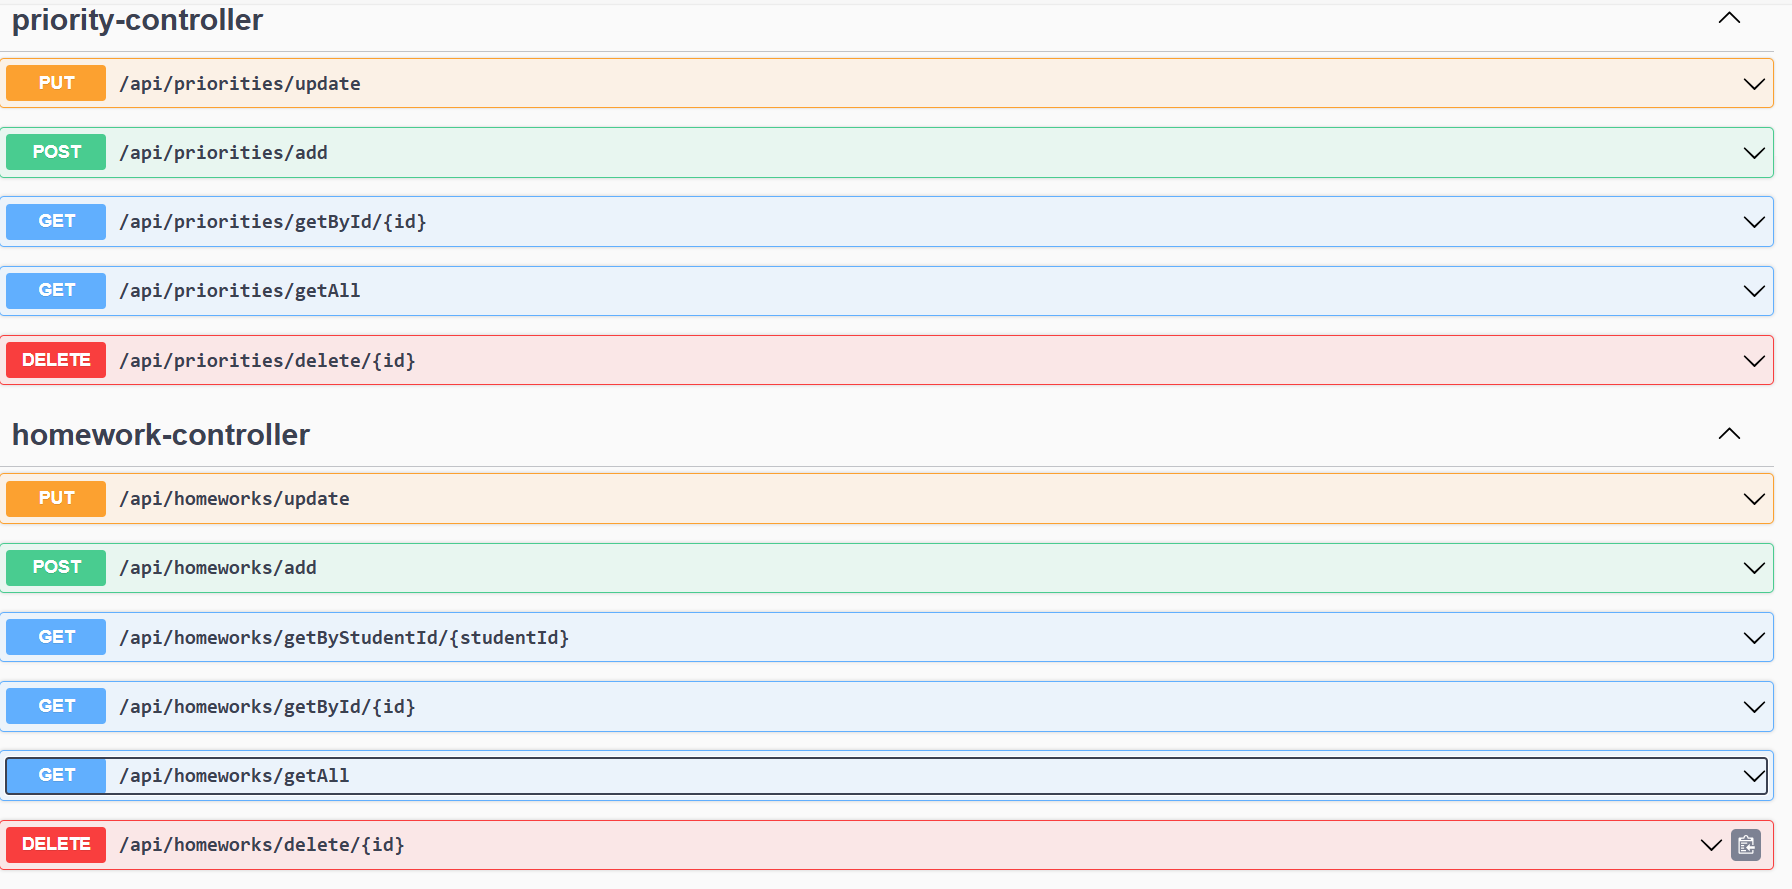 priority-controller
PUT /api/priorities/update
POST /api/priorities/add
GET /api/priorities/getById/{id}
GET /api/priorities/getAll
DELETE /api/priorities/delete/{id}
homework-controller
PUT /api/homeworks/update
POST /api/homeworks/add
GET /api/homeworks/getByStudentId/{studentId}
GET /api/homeworks/getById/{id}
GET /api/homeworks/getAll
DELETE /api/homeworks/delete/{id}